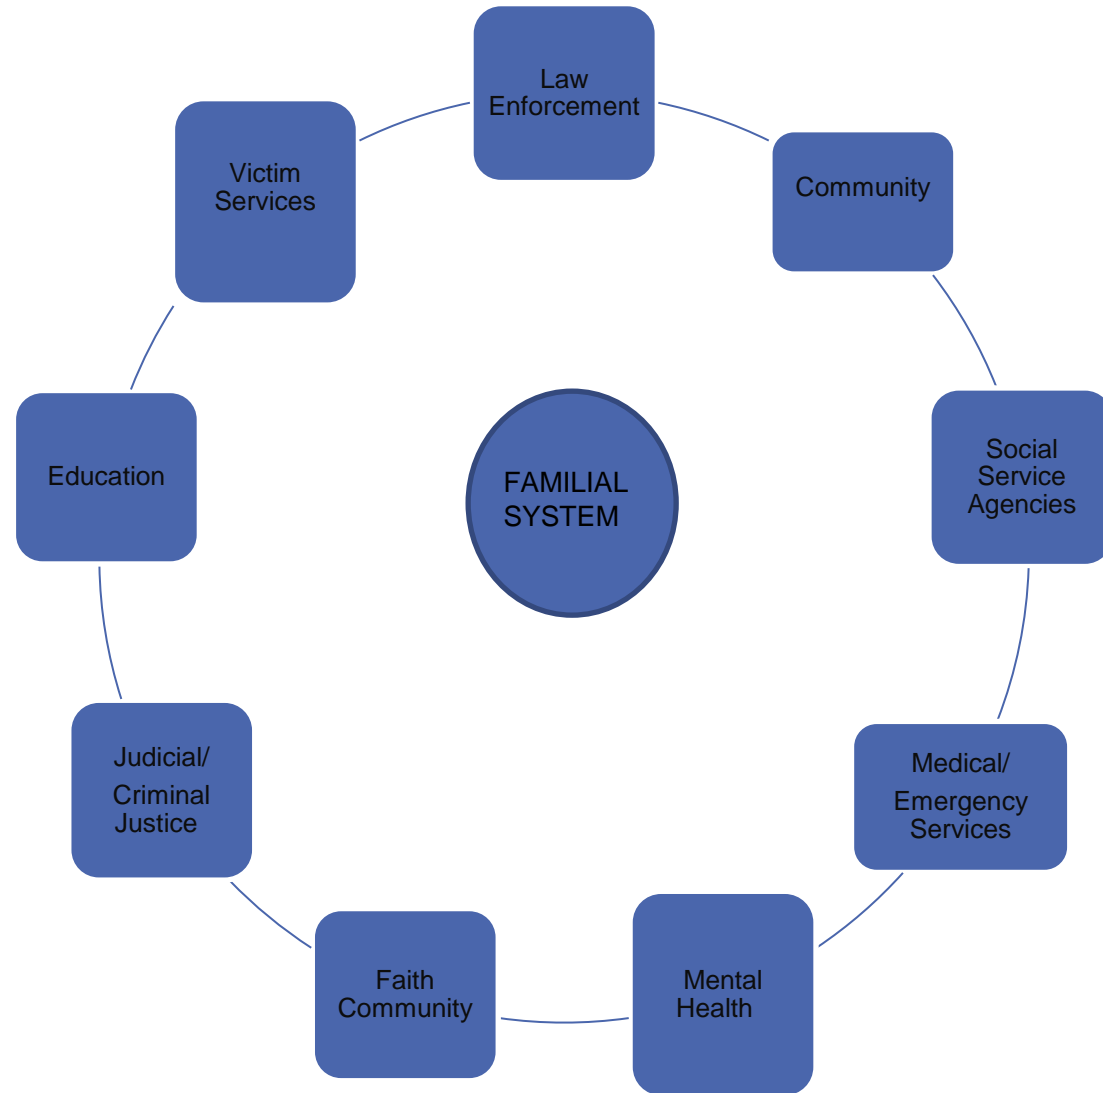 Law
Enforcement
Community
Social
Service
Agencies
Medical/
Emergency
Services
Mental
Health
Faith
Community
Judicial/
Criminal
Justice
Education
Victim
Services
FAMILIAL
SYSTEM